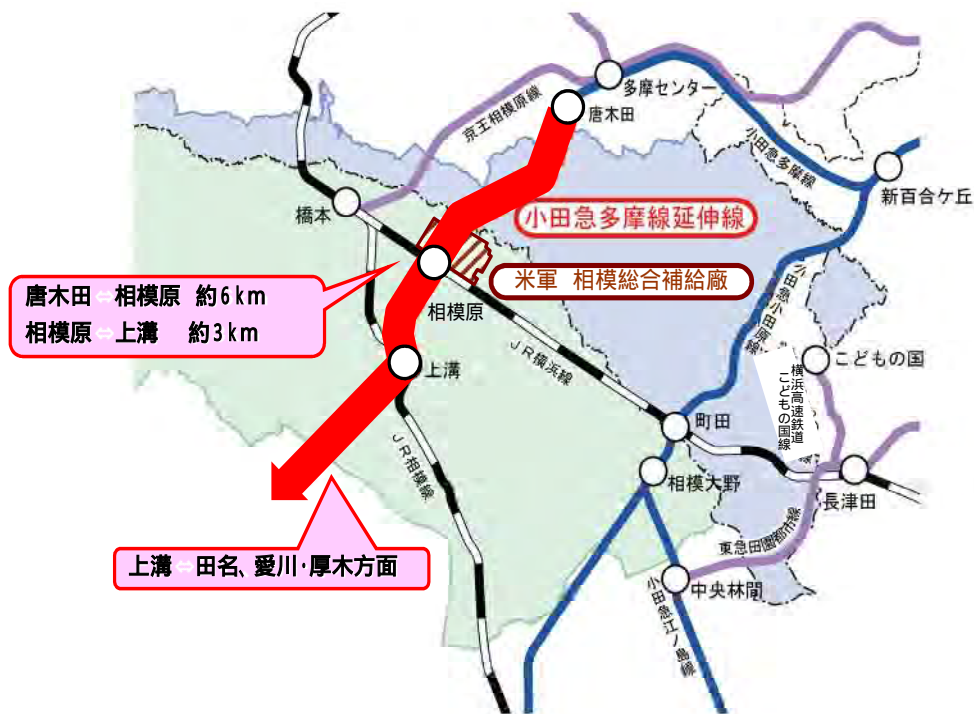 多摩センター
唐木田
京王相模原線
小田急多摩線
新百合ケ丘
橋本
小田急多摩線延伸線
米軍 相模総合補給廠
唐木田⇔相模原 約6km
相模原⇔上溝 約3km
相模原
小田急小田原線
JR横浜線
こどもの国
横浜高速鉄道
こどもの国線
上溝
町田
JR相模線
相模大野
長津田
東急田園都市線
上溝⇔田名、愛川・厚木方面
中央林間
小田急江ノ島線